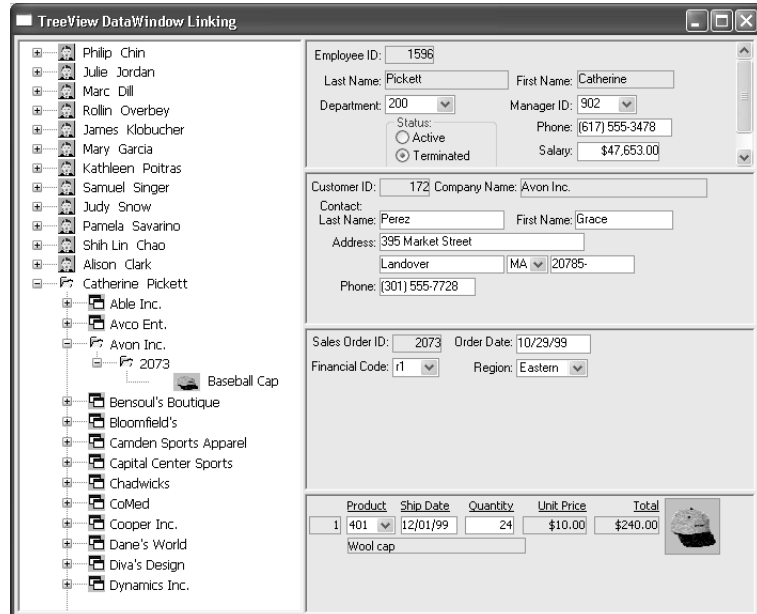 TreeView DataWindow Linking
Philip Chin
Julie Jordan
Marc Dill
Rollin Overbey
James Klobucher
Mary Garcia
Kathleen Poitras
Samuel Singer
Judy Snow
Pamela Savarino
Shih Lin Chao
Alison Clark
Catherine Pickett
Able Inc.
Avco Ent.
Avon Inc.
2073
Baseball Cap
Bensoul's Boutique
Bloomfield's
Camden Sports Apparel
Capital Center Sports
Chadwicks
CoMed
Cooper Inc.
Dane's World
Diva's Design
Dynamics Inc.
Employee ID: 1596
Last Name: Pickett First Name: Catherine
Department: 200 Manager ID: 902
Status: Phone: (617) 555-3478
Active
Terminated Salary: $47,653.00
Customer ID: 172 Company Name: Avon Inc.
Contact:
Last Name: Perez First Name: Grace
Address: 395 Market Street
Landover MA 20785-
Phone: (301) 555-7728
Sales Order ID: 2073 Order Date: 10/29/99
Financial Code: r1 Region: Eastern
Product Ship Date Quantity Unit Price Total
1 401 12/01/99 24 $10.00 $240.00
Wool cap